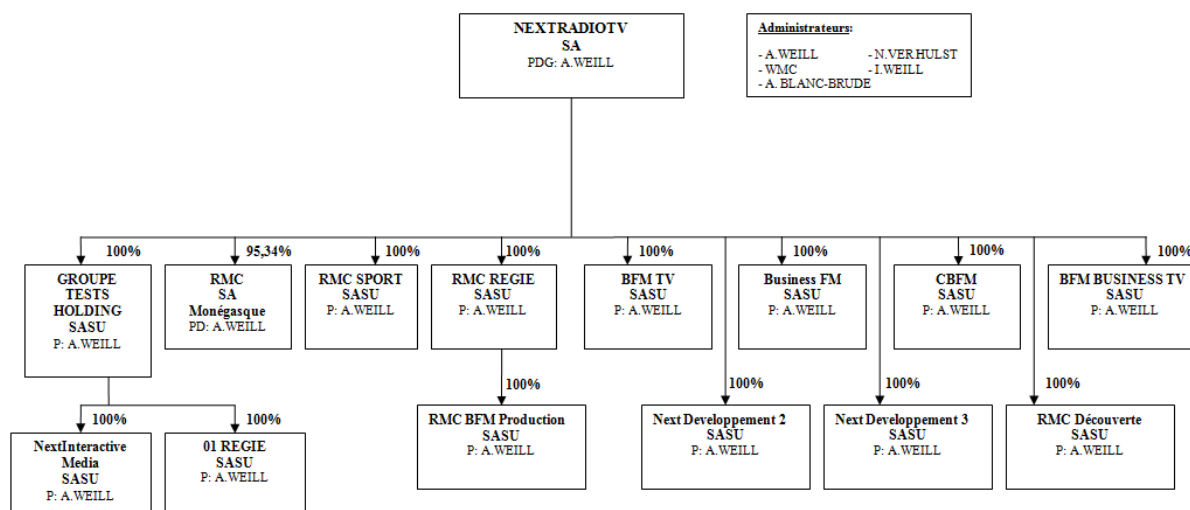 NEXTRADIOTV
SA
PDG: A.WEILL
Administrateurs:
- A.WEILL - N.VERHULST
- WMC - I.WEILL
- A. BLANC-BRUDE
100%
95,34%
100%
100%
100%
100%
100%
100%
GROUPE
TESTS
HOLDING
SASU
P: A.WEILL
RMC
SA
Monégasque
PD: A.WEILL
RMC SPORT
SASU
P: A.WEILL
RMC REGIE
SASU
P: A.WEILL
BFM TV
SASU
P: A.WEILL
Business FM
SASU
P: A.WEILL
CBFM
SASU
P: A.WEILL
BFM BUSINESS TV
SASU
P: A.WEILL
100%
100%
100%
100%
100%
100%
NextInteractive
Media
SASU
P: A.WEILL
01 REGIE
SASU
P: A.WEILL
RMC BFM Production
SASU
P: A.WEILL
Next Developpement 2
SASU
P: A.WEILL
Next Developpement 3
SASU
P: A.WEILL
RMC Découverte
SASU
P: A.WEILL